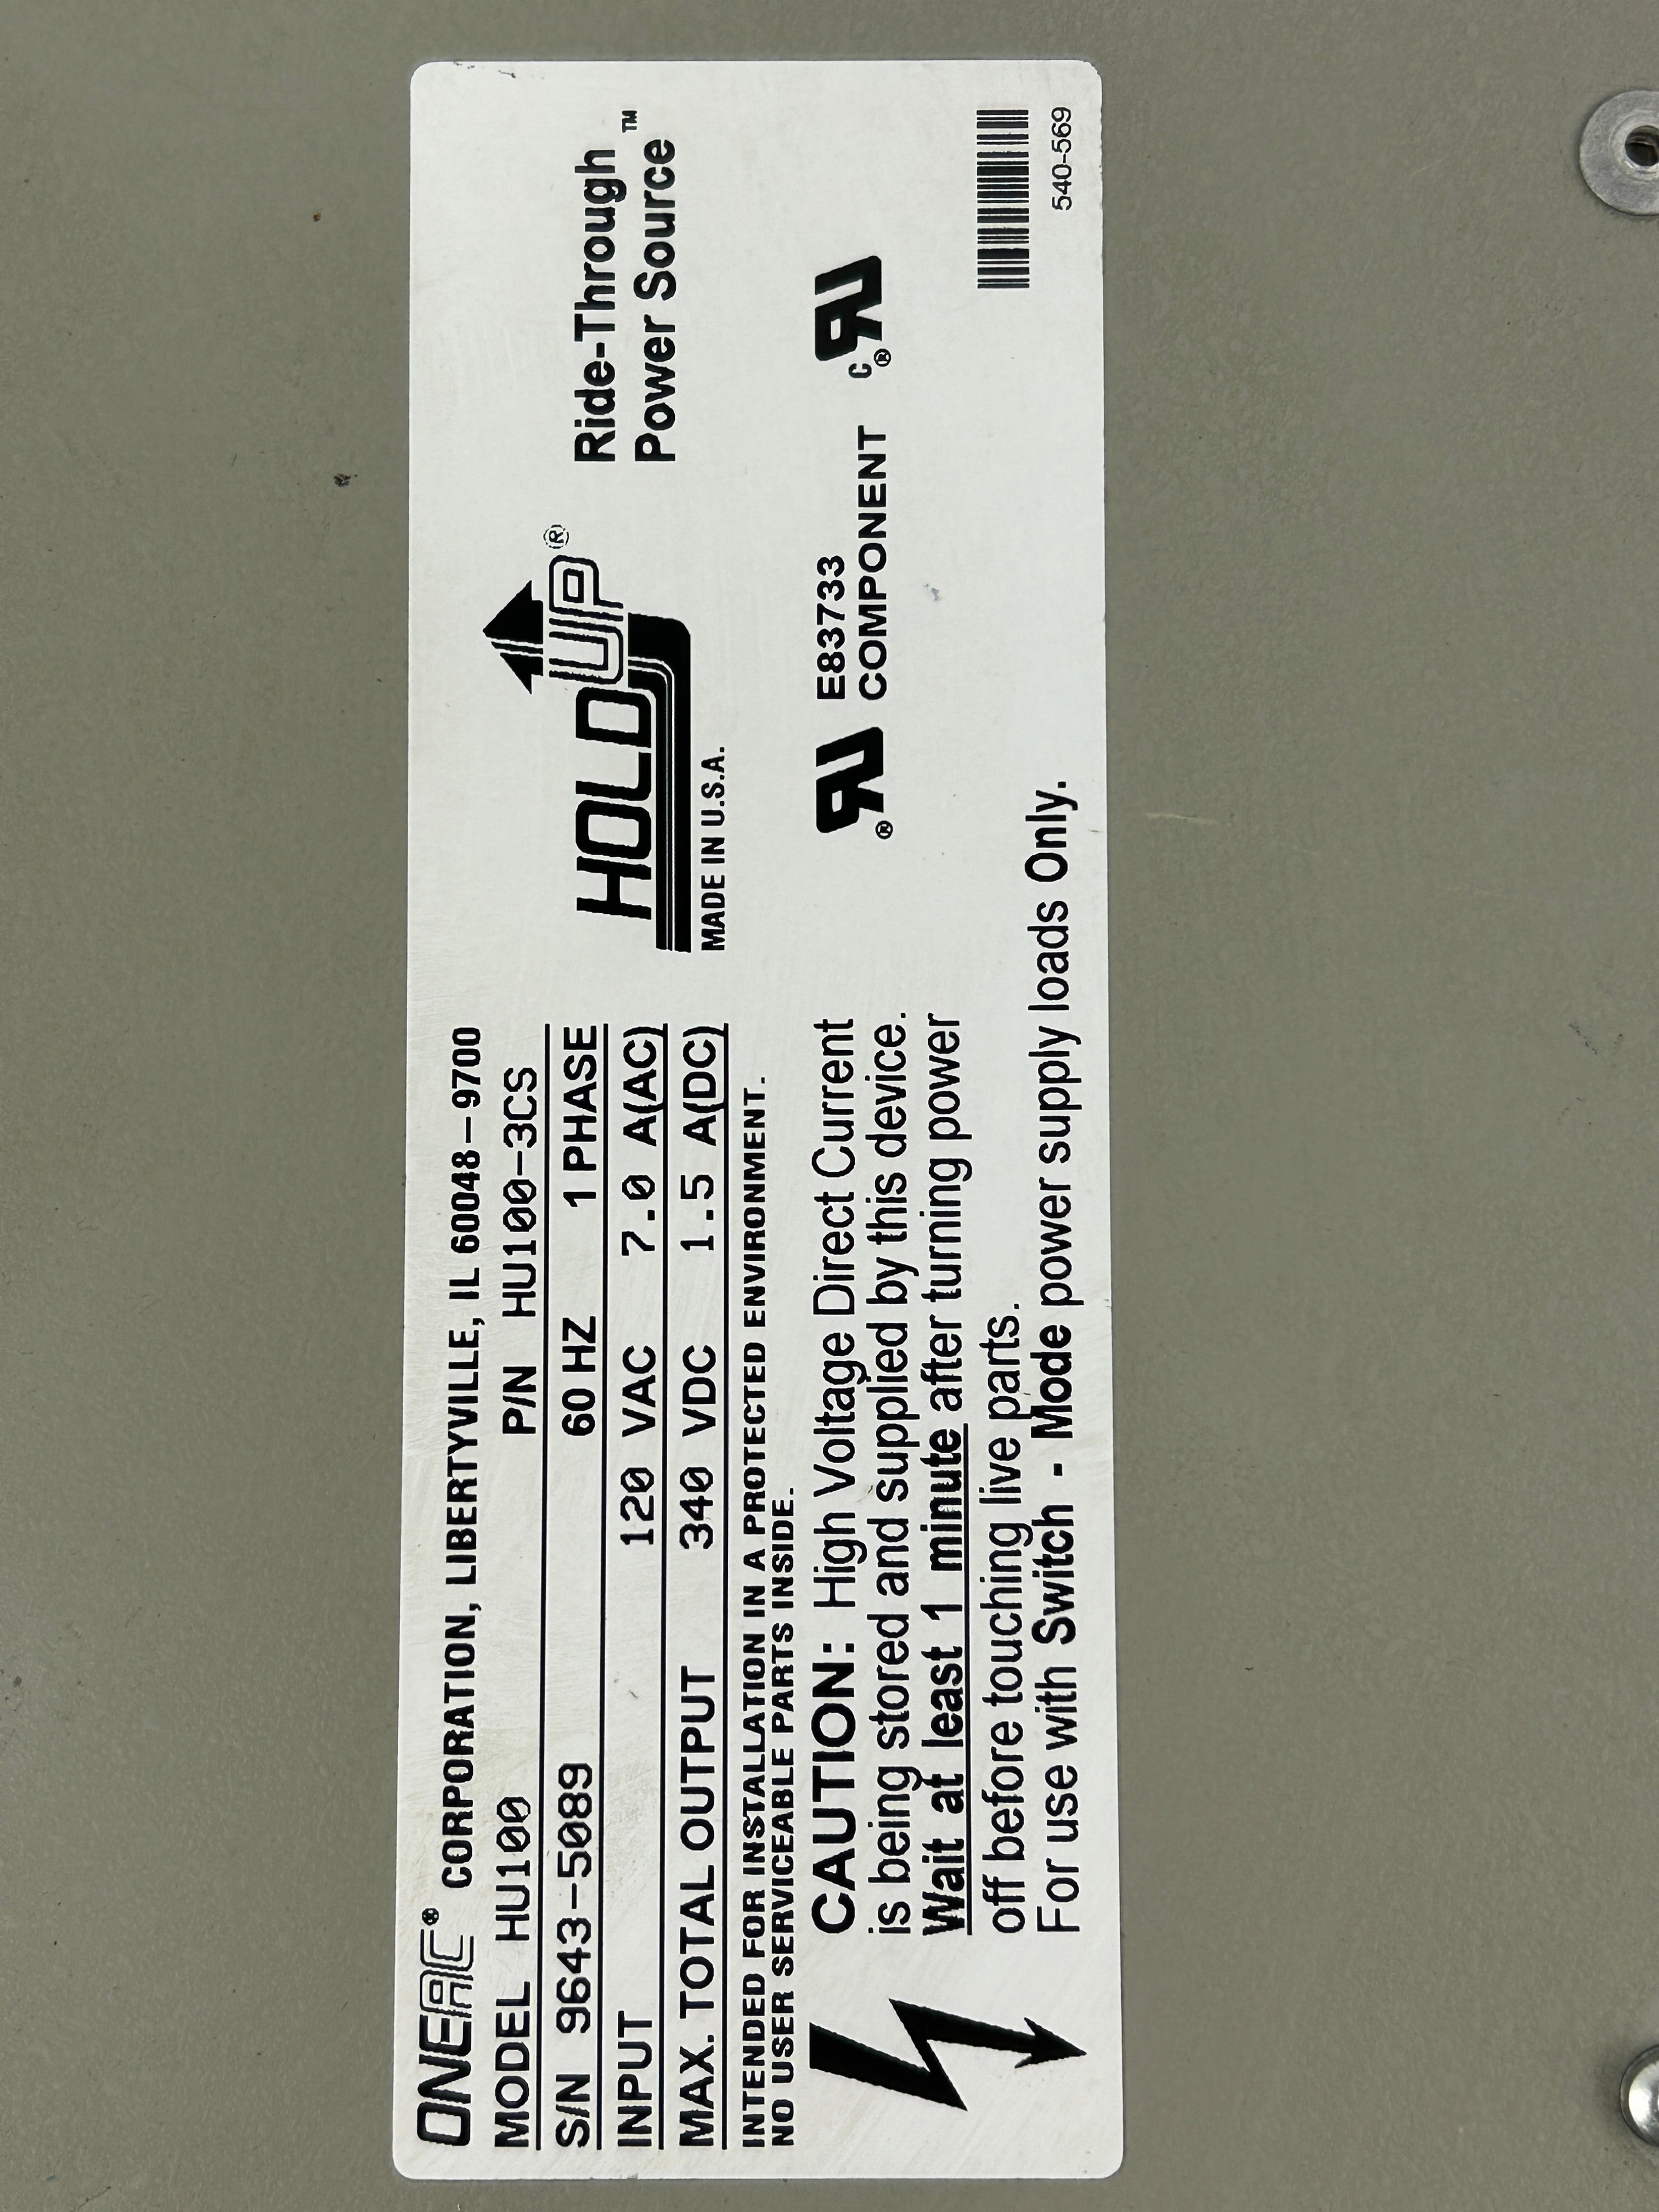 ONEAC® CORPORATION, LIBERTYVILLE, IL 60048-9700
MODEL HU100 P/N HU100-3CS
S/N 9643-5089 60 HZ 1 PHASE
INPUT 120 VAC 7.0 A(AC)
MAX. TOTAL OUTPUT 340 VDC 1.5 A(DC)
INTENDED FOR INSTALLATION IN A PROTECTED ENVIRONMENT.
NO USER SERVICEABLE PARTS INSIDE.
CAUTION: High Voltage Direct Current
is being stored and supplied by this device.
Wait at least 1 minute after turning power
off before touching live parts.
For use with Switch - Mode power supply loads Only.
HOLDUP®
MADE IN U.S.A.
Ride-Through
Power Source™
RU® E83733
COMPONENT
c RU®
540-569